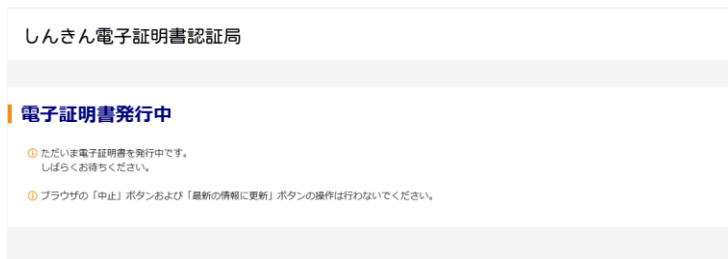 しんきん電子証明書認証局
電子証明書発行中
ただいま電子証明書を発行中です。
しばらくお待ちください。
ブラウザの「中止」ボタンおよび「最新の情報に更新」ボタンの操作は行わないでください。